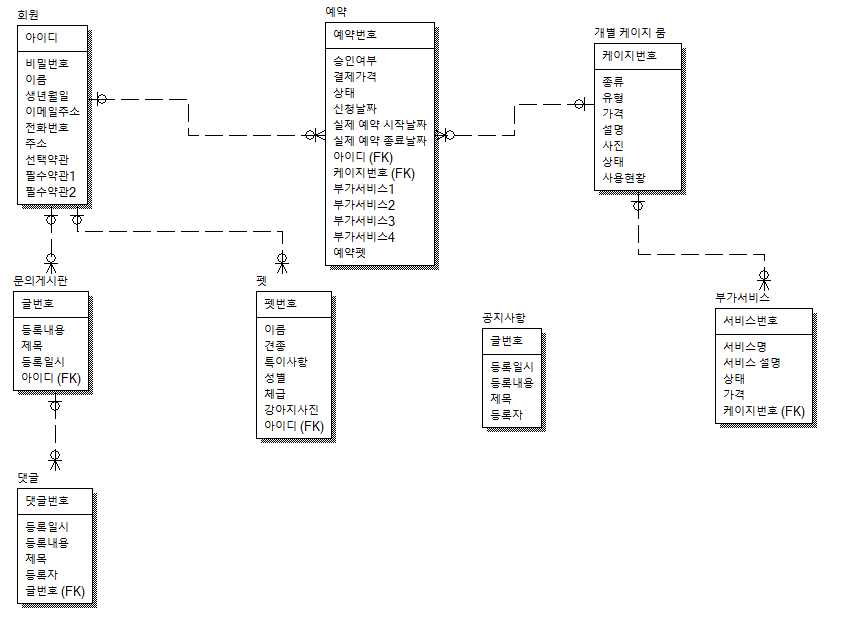 회원
아이디
비밀번호
이름
생년월일
이메일주소
전화번호
주소
선택약관
필수약관1
필수약관2
예약
예약번호
승인여부
결제가격
상태
신청날짜
실제 예약 시작날짜
실제 예약 종료날짜
아이디 (FK)
케이지번호 (FK)
부가서비스1
부가서비스2
부가서비스3
부가서비스4
예약펫
개별 케이지 룸
케이지번호
종류
유형
가격
설명
사진
상태
사용현황
문의게시판
글번호
등록내용
제목
등록일시
아이디 (FK)
펫
펫번호
이름
견종
특이사항
성별
체급
강아지사진
아이디 (FK)
공지사항
글번호
등록일시
등록내용
제목
등록자
부가서비스
서비스번호
서비스명
서비스 설명
상태
가격
케이지번호 (FK)
댓글
댓글번호
등록일시
등록내용
제목
등록자
글번호 (FK)